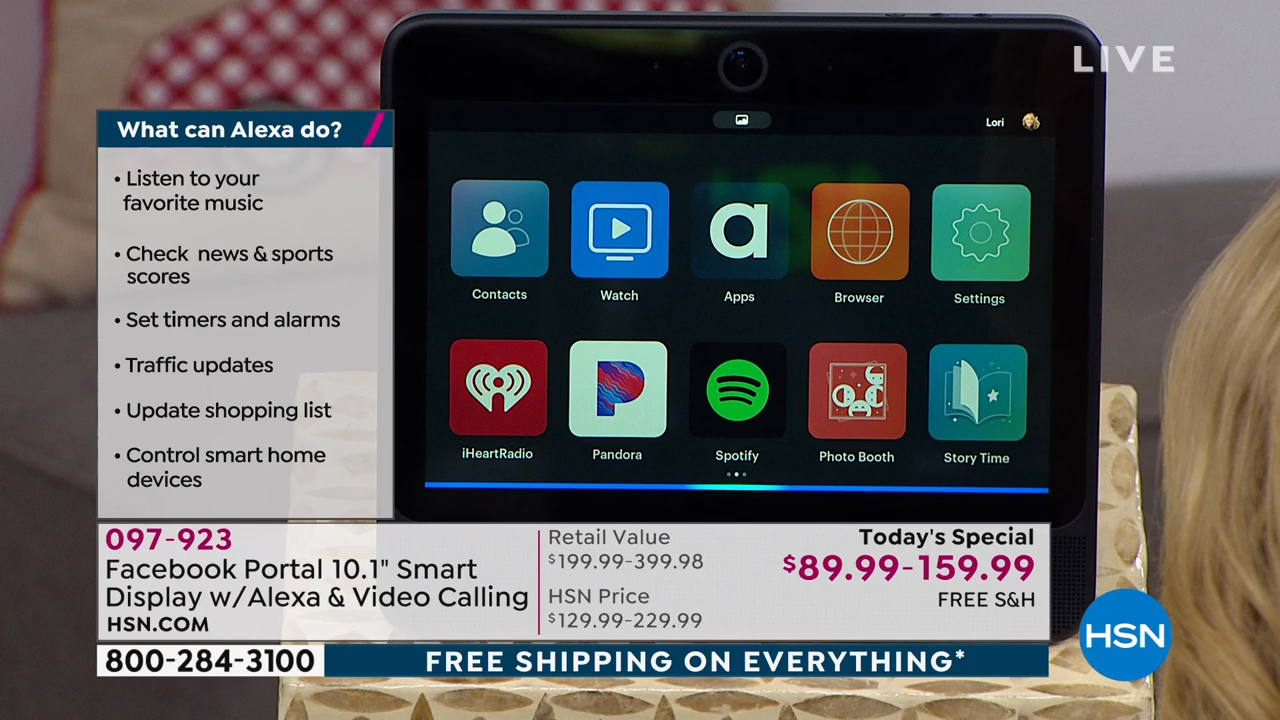 LIVE
What can Alexa do?
• Listen to your
favorite music
• Check news & sports
scores
• Set timers and alarms
• Traffic updates
• Update shopping list
• Control smart home
devices
Lori
Contacts
Watch
a
Apps
Browser
Settings
iHeartRadio
Pandora
Spotify
Photo Booth
Story Time
097-923
Facebook Portal 10.1" Smart
Display w/Alexa & Video Calling
HSN.COM
Retail Value
$199.99-399.98
HSN Price
$129.99-229.99
Today's Special
$89.99-159.99
FREE S&H
HSN
800-284-3100
FREE SHIPPING ON EVERYTHING*